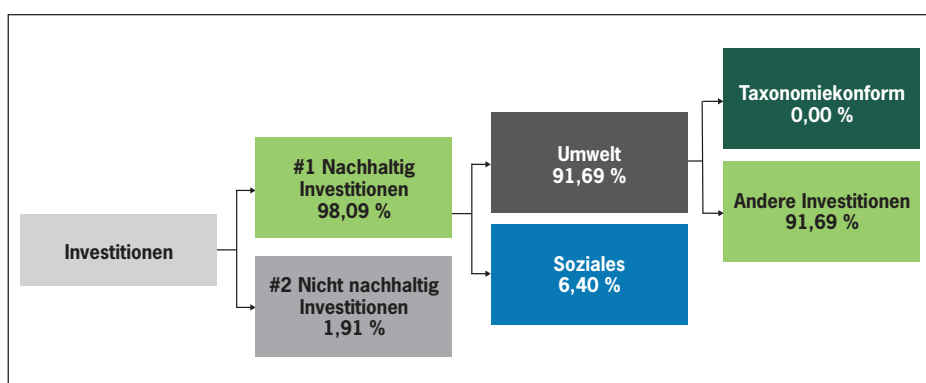 Investitionen
#1 Nachhaltig
Investitionen
98,09 %
#2 Nicht nachhaltig
Investitionen
1,91 %
Umwelt
91,69 %
Soziales
6,40 %
Taxonomiekonform
0,00 %
Andere Investitionen
91,69 %